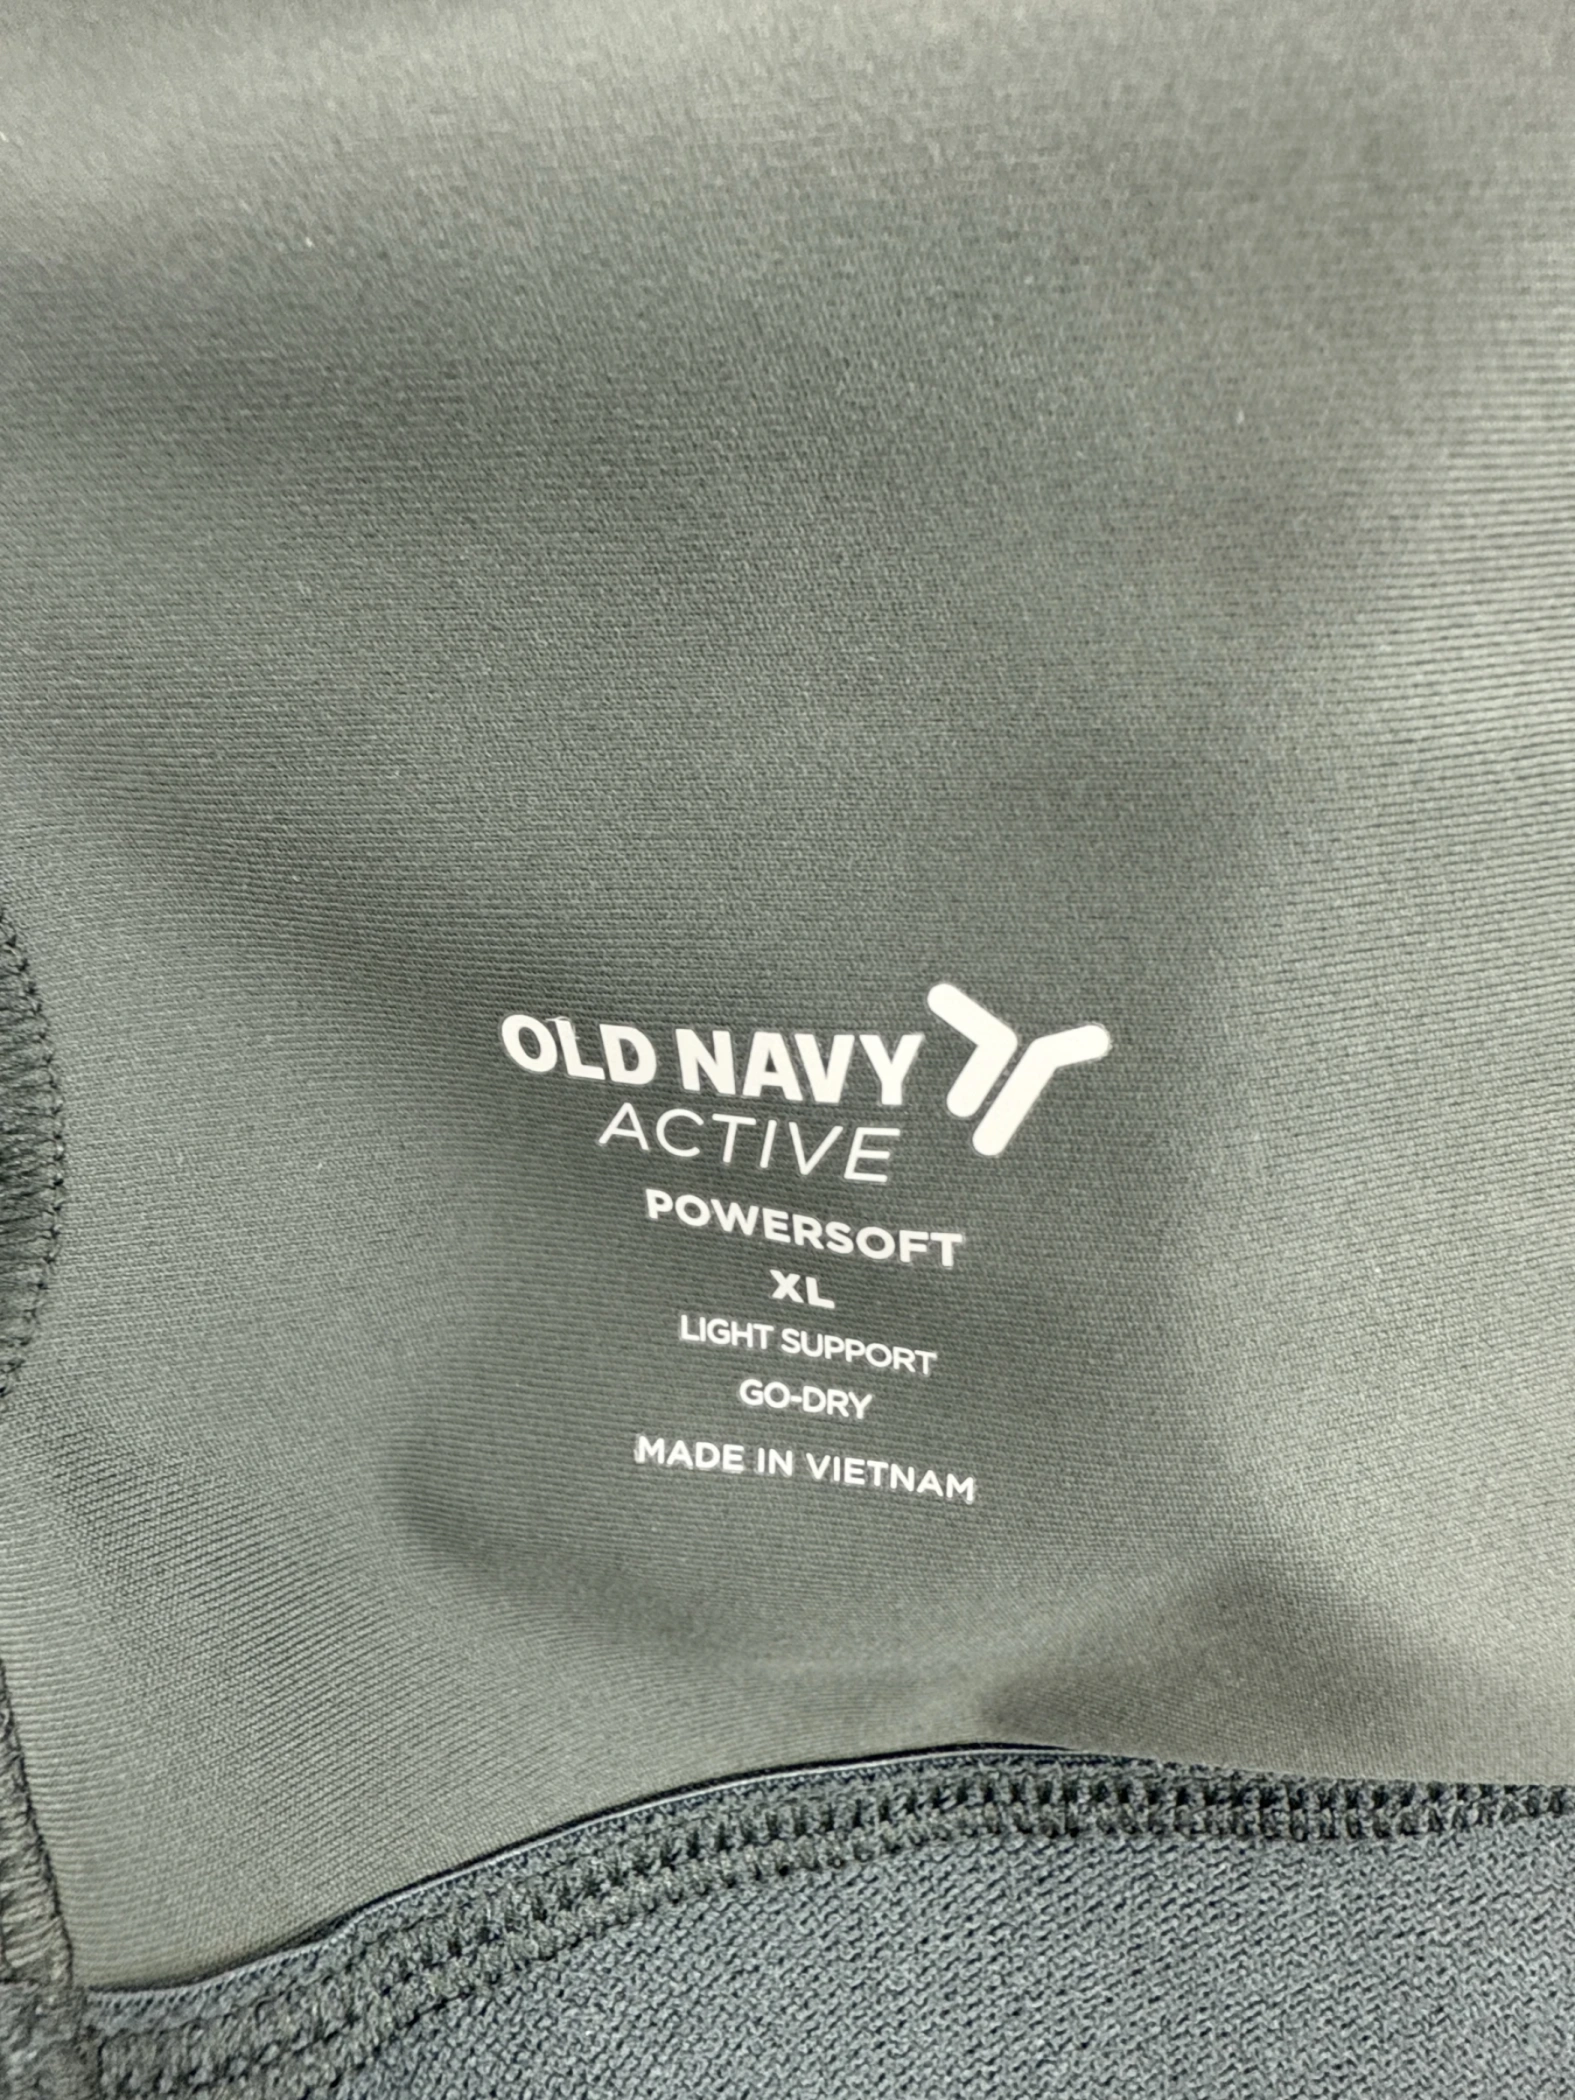 OLD NAVY
ACTIVE
POWERSOFT
XL
LIGHT SUPPORT
GO-DRY
MADE IN VIETNAM